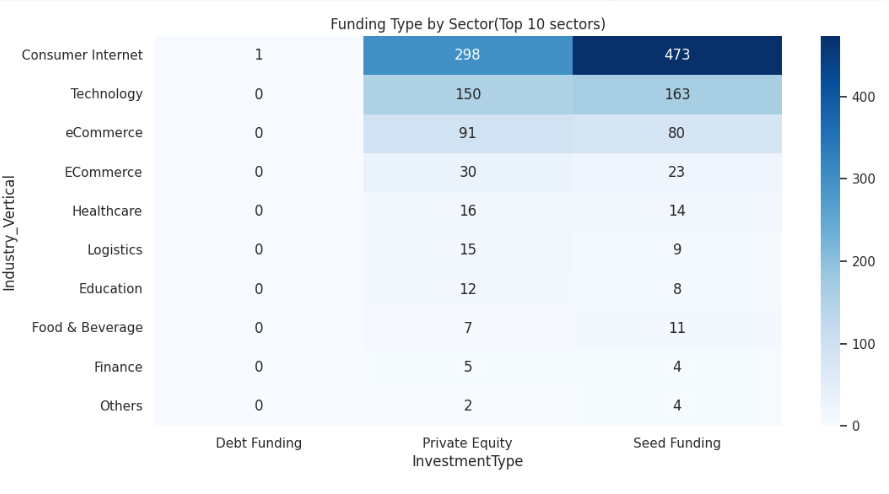 Funding Type by Sector(Top 10 sectors)
Consumer Internet 1 298 473
Technology 0 150 163
eCommerce 0 91 80
ECommerce 0 30 23
Healthcare 0 16 14
Logistics 0 15 9
Education 0 12 8
Food & Beverage 0 7 11
Finance 0 5 4
Others 0 2 4
Debt Funding Private Equity Seed Funding
InvestmentType
Industry_Vertical
400
300
200
100
0